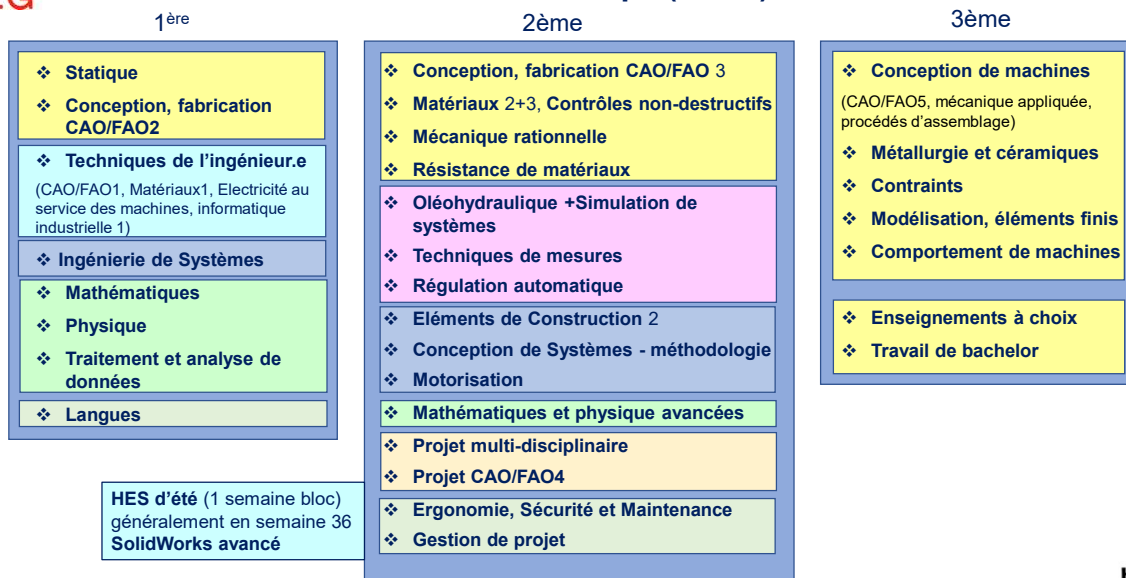 1ère
Statique
Conception, fabrication
CAO/FAO2
Techniques de l'ingénieur.e
(CAO/FAO1, Matériaux1, Electricité au
service des machines, informatique
industrielle 1)
Ingénierie de Systèmes
Mathématiques
Physique
Traitement et analyse de
données
Langues
HES d'été (1 semaine bloc)
généralement en semaine 36
SolidWorks avancé
2ème
Conception, fabrication CAO/FAO 3
Matériaux 2+3, Contrôles non-destructifs
Mécanique rationnelle
Résistance de matériaux
Oléohydraulique +Simulation de
systèmes
Techniques de mesures
Régulation automatique
Eléments de Construction 2
Conception de Systèmes - méthodologie
Motorisation
Mathématiques et physique avancées
Projet multi-disciplinaire
Projet CAO/FAO4
Ergonomie, Sécurité et Maintenance
Gestion de projet
3ème
Conception de machines
(CAO/FAO5, mécanique appliquée,
procédés d'assemblage)
Métallurgie et céramiques
Contraints
Modélisation, éléments finis
Comportement de machines
Enseignements à choix
Travail de bachelor